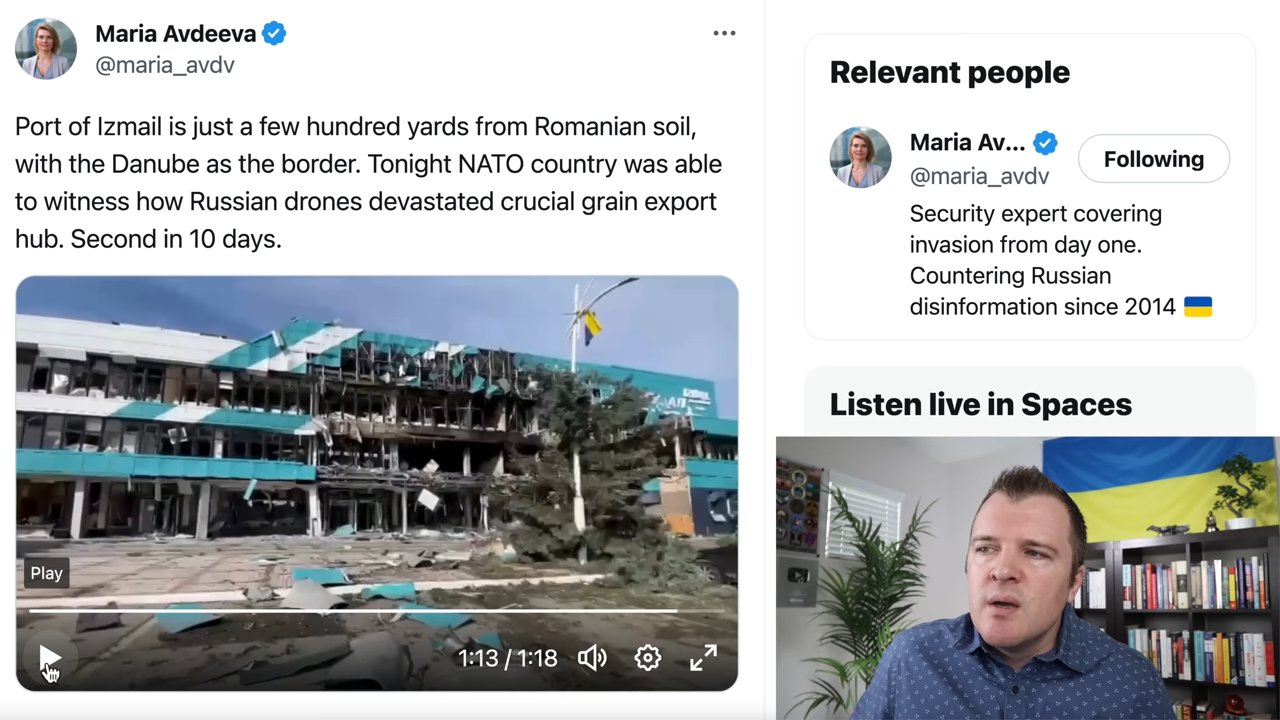 Maria Avdeeva
@maria_avdv
Port of Izmail is just a few hundred yards from Romanian soil,
with the Danube as the border. Tonight NATO country was able
to witness how Russian drones devastated crucial grain export
hub. Second in 10 days.
Play
1:13 / 1:18
Relevant people
Maria Av...
@maria_avdv
Following
Security expert covering
invasion from day one.
Countering Russian
disinformation since 2014
Listen live in Spaces